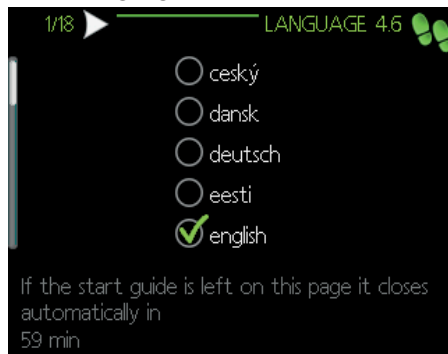 1/18 LANGUAGE 4.6
ceský
dansk
deutsch
eesti
english
If the start guide is left on this page it closes
automatically in
59 min